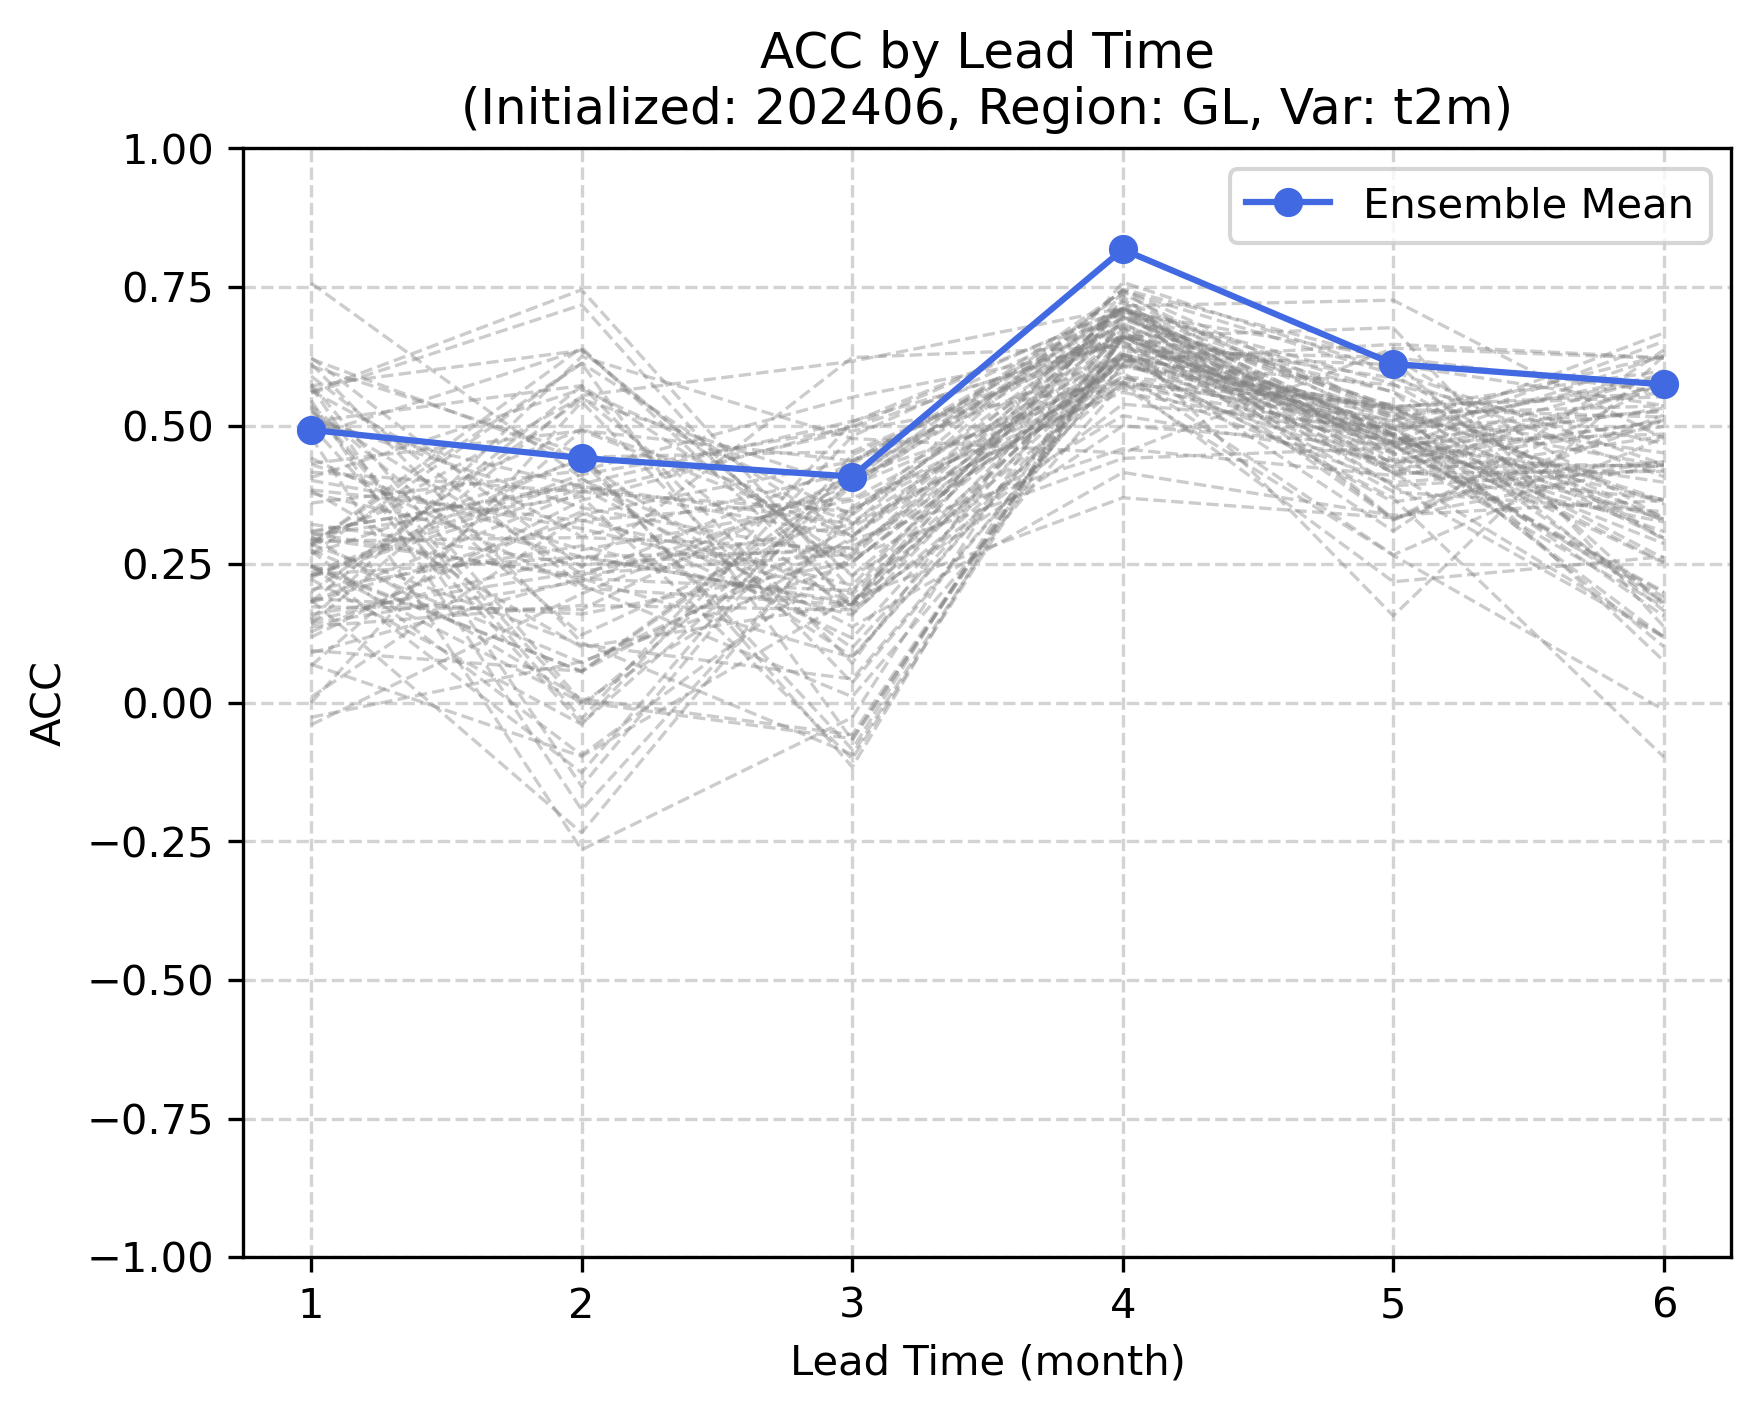 ACC by Lead Time
(Initialized: 202406, Region: GL, Var: t2m)
Ensemble Mean
1.00
0.75
0.50
0.25
0.00
−0.25
−0.50
−0.75
−1.00
ACC
1 2 3 4 5 6
Lead Time (month)